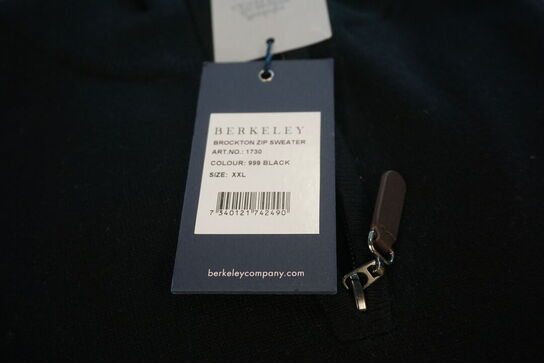 BERKELEY
BROCKTON ZIP SWEATER
ART.NO.: 1730
COLOUR: 999 BLACK
SIZE: XXL
7 340121 742490
berkeleycompany.com